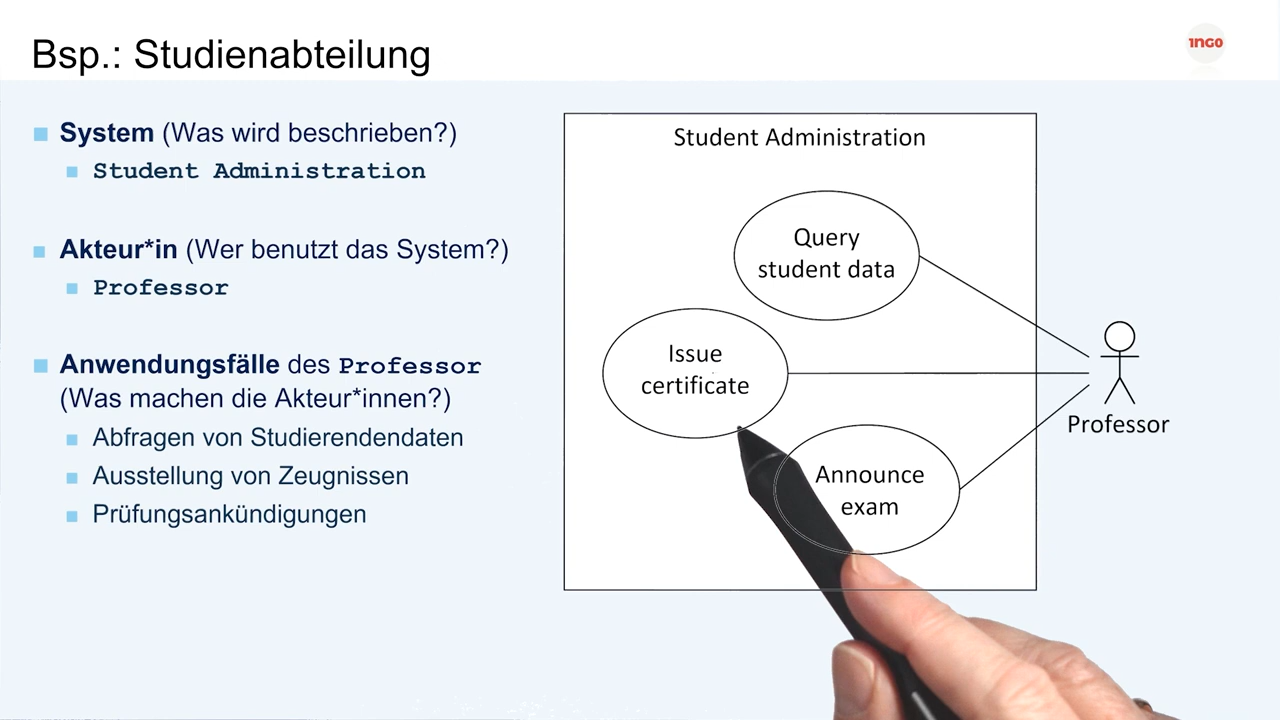 Bsp.: Studienabteilung
1NGO
System (Was wird beschrieben?)
Student Administration
Akteur*in (Wer benutzt das System?)
Professor
Anwendungsfälle des Professor
(Was machen die Akteur*innen?)
Abfragen von Studierendendaten
Ausstellung von Zeugnissen
Prüfungsankündigungen
Student Administration
Query
student data
Issue
certificate
Announce
exam
Professor